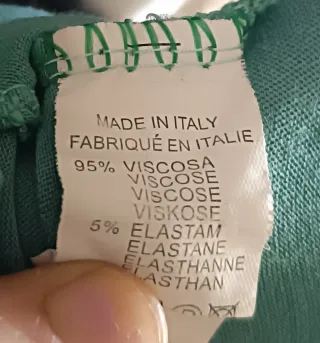 MADE IN ITALY
FABRIQUÉ EN ITALIE
95% VISCOSA
VISCOSE
VISCOSE
VISKOSE
5% ELASTAM
ELASTANE
ELASTHANNE
ELASTHAN